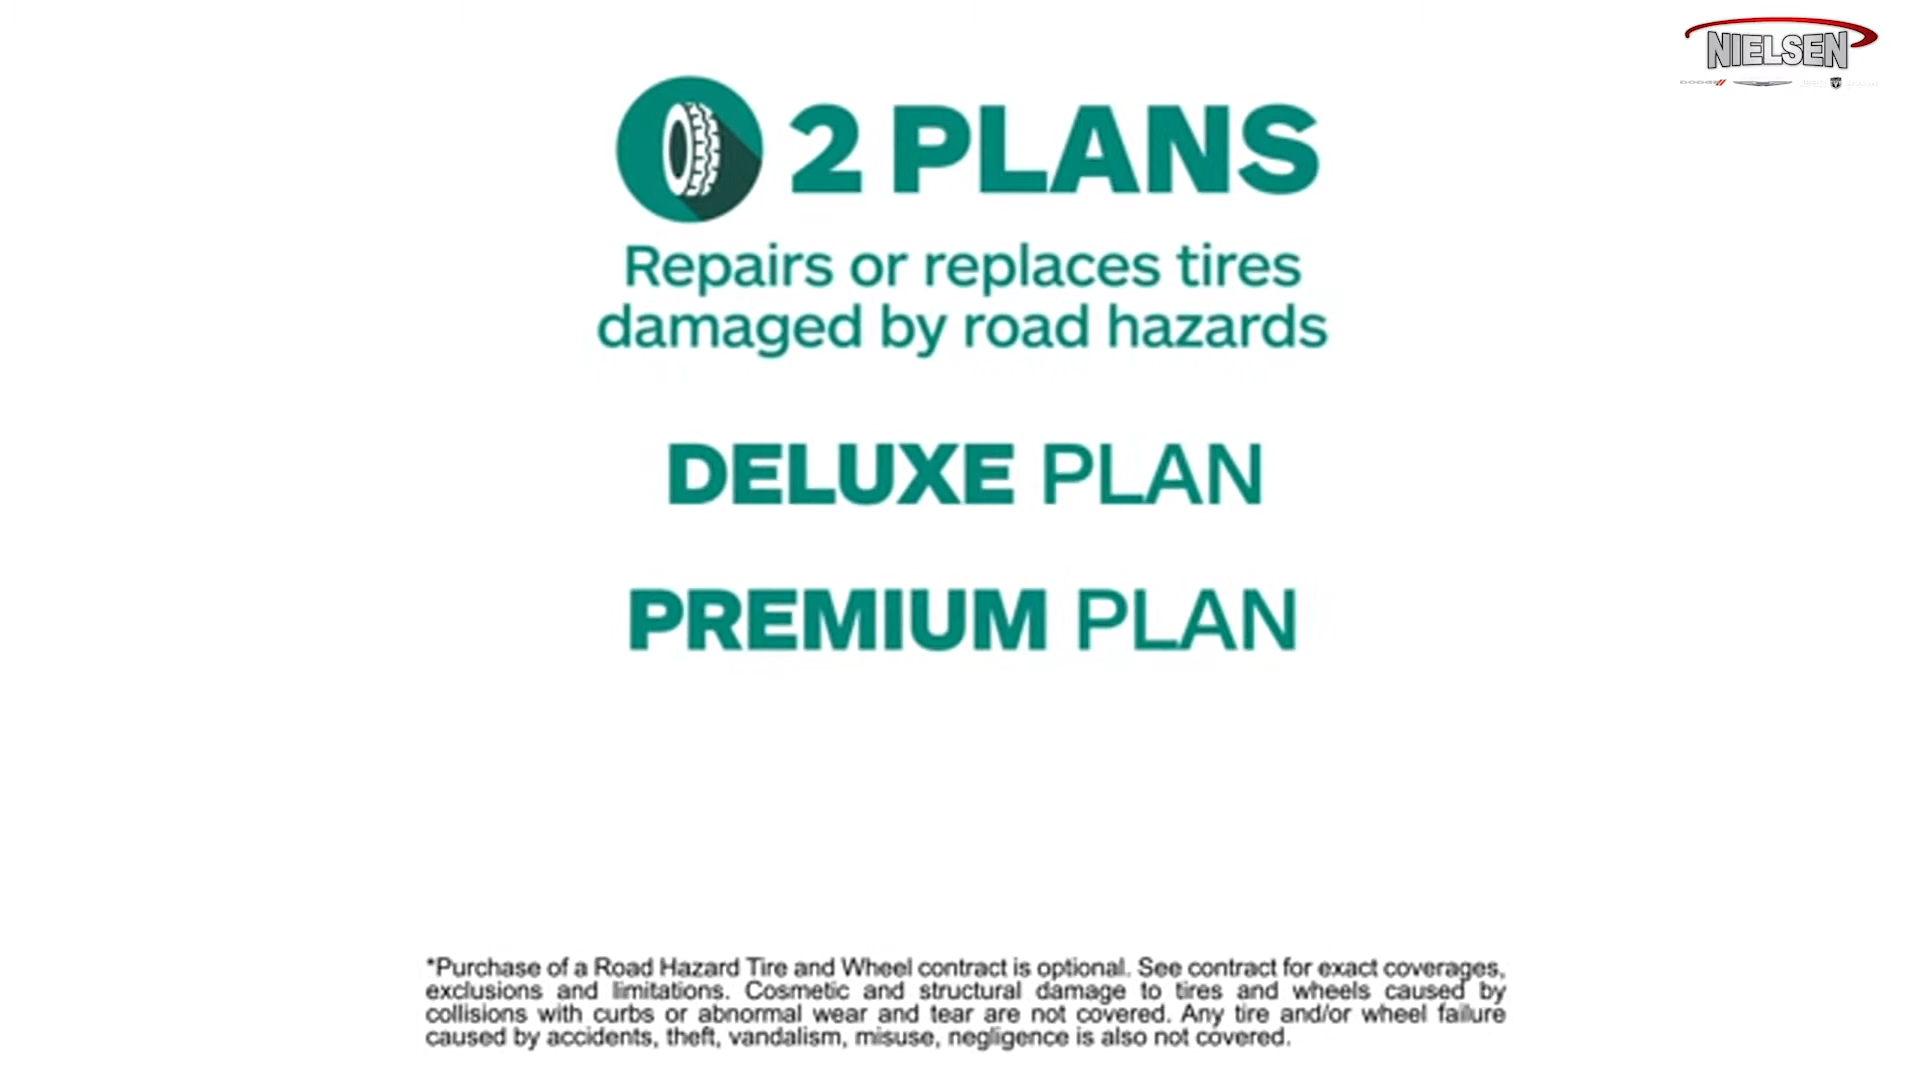 NIELSEN
DODGE
2 PLANS
Repairs or replaces tires
damaged by road hazards
DELUXE PLAN
PREMIUM PLAN
*Purchase of a Road Hazard Tire and Wheel contract is optional. See contract for exact coverages,
exclusions and limitations. Cosmetic and structural damage to tires and wheels caused by
collisions with curbs or abnormal wear and tear are not covered. Any tire and/or wheel failure
caused by accidents, theft, vandalism, misuse, negligence is also not covered.